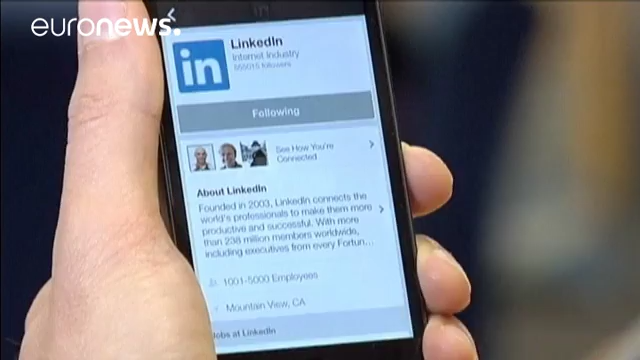 euronews.
in
LinkedIn
Internet Industry
Following
See How You're
Connected
About LinkedIn
Founded in 2003, LinkedIn connects the
world's professionals to make them more
productive and successful. With more
than 238 million members worldwide,
including executives from every Fortun...
1001-5000 Employees
Mountain View, CA
Jobs at LinkedIn